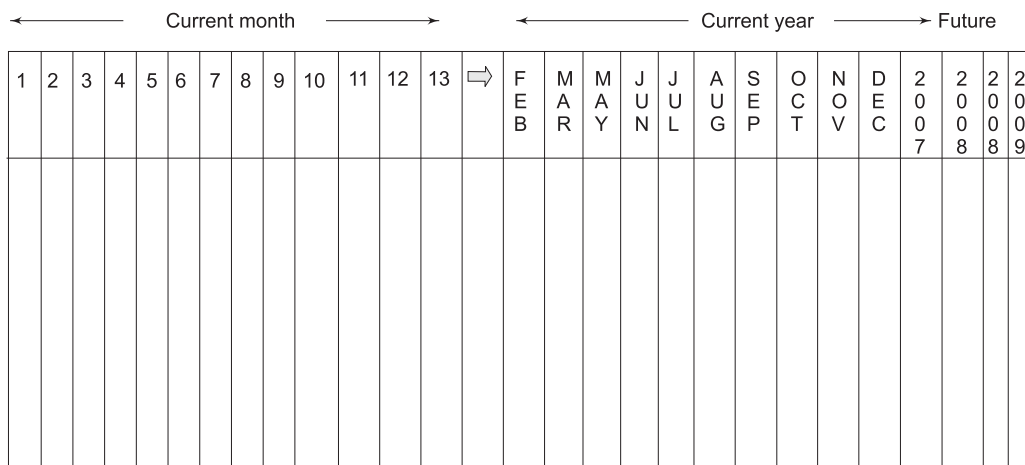 Current month Current year Future
1 2 3 4 5 6 7 8 9 10 11 12 13 FEB MAR MAY JUN JUL AUG SEP OCT NOV DEC 2007 2008 2008 2009